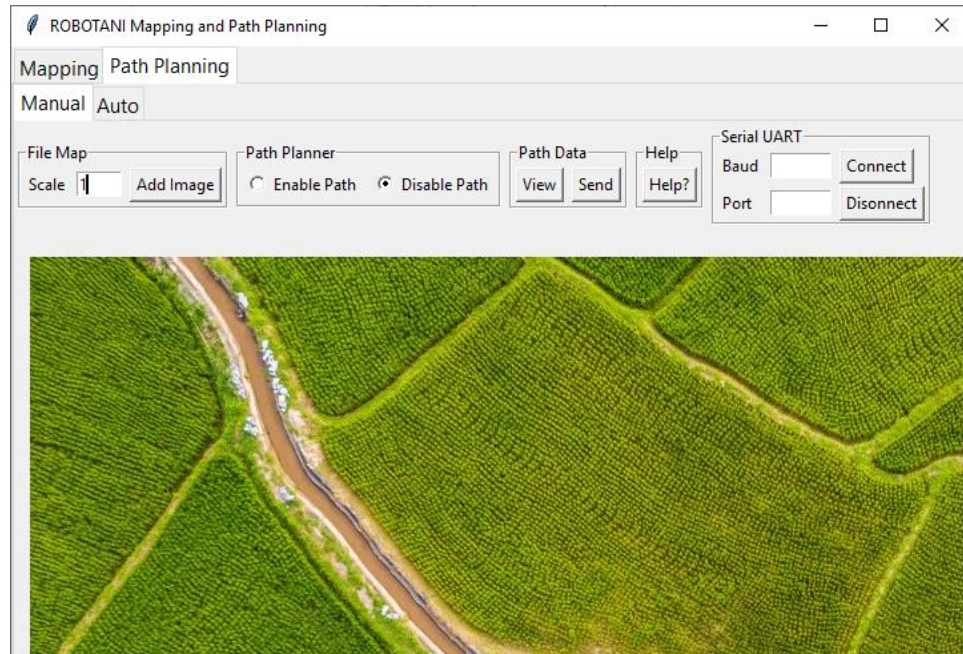 ROBOTANI Mapping and Path Planning
Mapping Path Planning
Manual Auto
File Map
Scale 1 Add Image
Path Planner
Enable Path Disable Path
Path Data
View Send
Help
Help?
Serial UART
Baud Connect
Port Disonnect